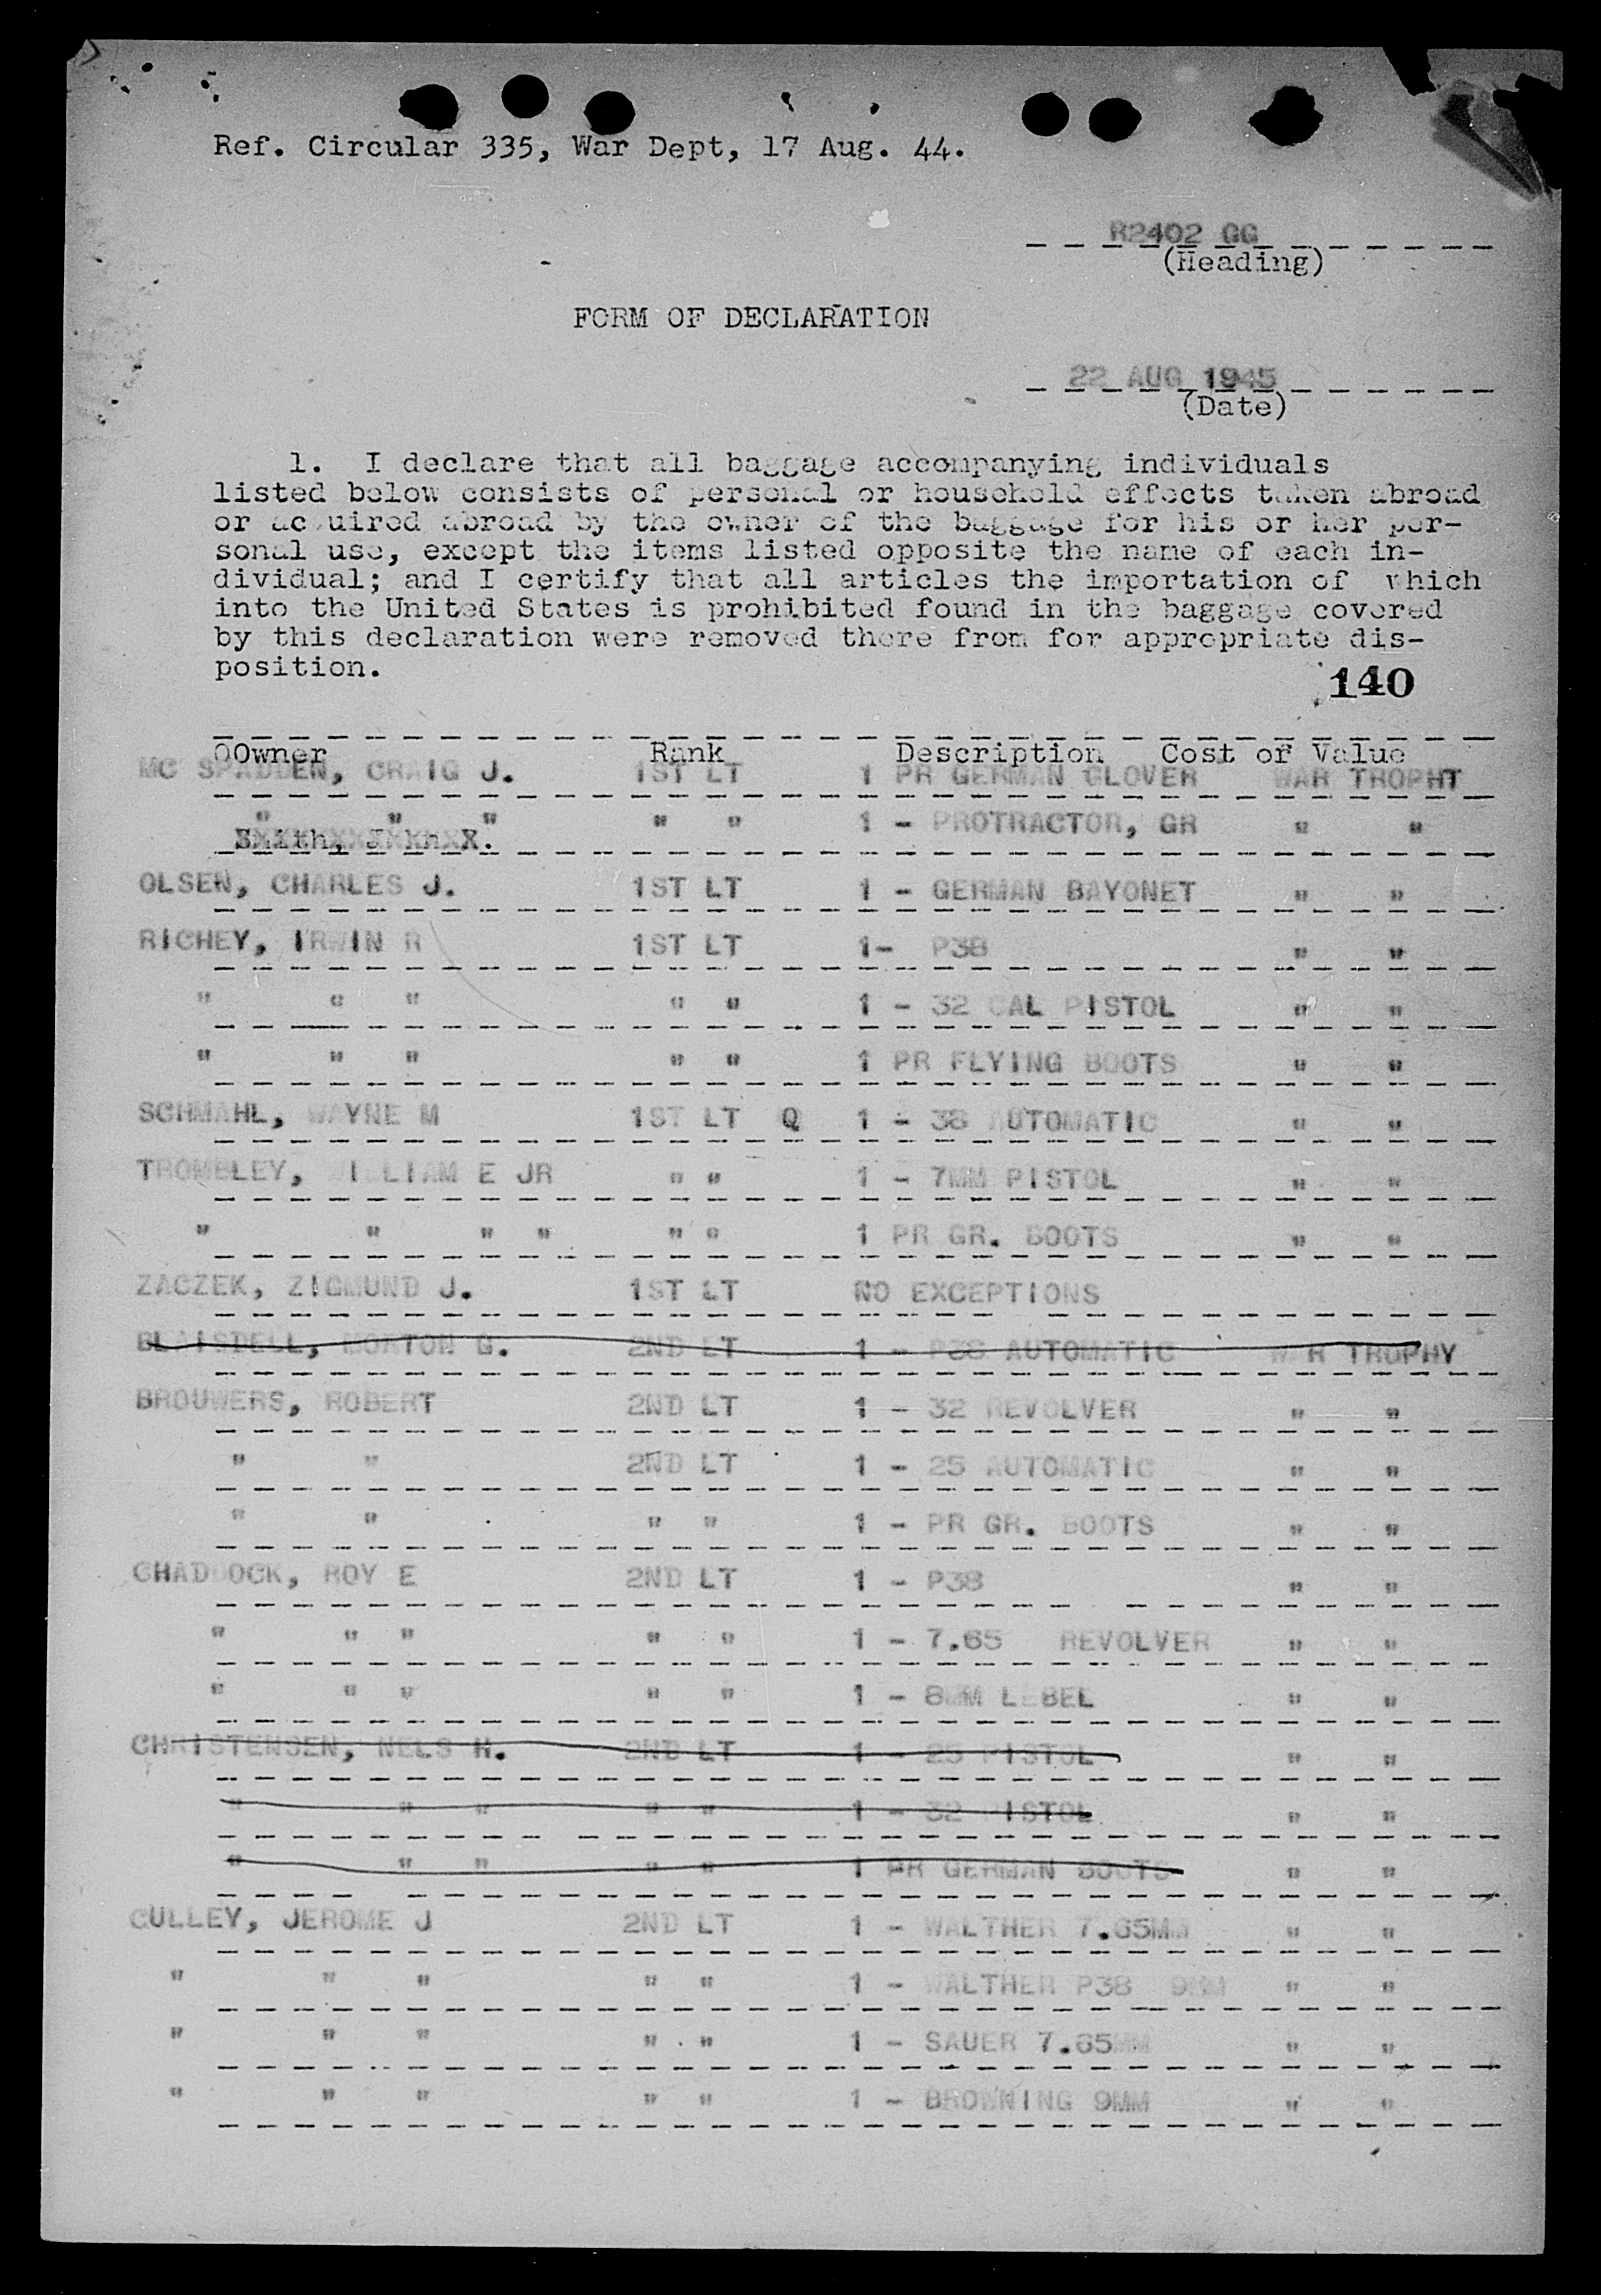 Ref. Circular 335, War Dept, 17 Aug. 44.
R2402 GG
(Heading)
FORM OF DECLARATION
22 AUG 1945
(Date)
1. I declare that all baggage accompanying individuals
listed below consists of personal or household effects taken abroad
or acquired abroad by the owner of the baggage for his or her per-
sonal use, except the items listed opposite the name of each in-
dividual; and I certify that all articles the importation of which
into the United States is prohibited found in the baggage covered
by this declaration were removed there from for appropriate dis-
position.
140
OOwner Rank Description Cost or Value
MC SPADDEN, CRAIG J. 1ST LT 1 PR GERMAN GLOVER WAR TROPHT
" " " " " 1 - PROTRACTOR, GR " "
Smith, John X.
OLSEN, CHARLES J. 1ST LT 1 - GERMAN BAYONET " "
RICHEY, IRWIN R 1ST LT 1- P38 " "
" " " " " 1 - 32 CAL PISTOL " "
" " " " " 1 PR FLYING BOOTS " "
SCHMAHL, WAYNE M 1ST LT Q 1 - 38 AUTOMATIC " "
TROMBLEY, WILLIAM E JR " " 1 - 7MM PISTOL " "
" " " " " " 1 PR GR. BOOTS " "
ZACZEK, ZIGMUND J. 1ST LT NO EXCEPTIONS
BLAISDELL, MORTON G. 2ND LT 1 - P38 AUTOMATIC WAR TROPHY
BROUWERS, ROBERT 2ND LT 1 - 32 REVOLVER " "
" " 2ND LT 1 - 25 AUTOMATIC " "
" " " " 1 - PR GR. BOOTS " "
CHADDOCK, ROY E 2ND LT 1 - P38 " "
" " " " " 1 - 7.65 REVOLVER " "
" " " " " 1 - 8MM LEBEL " "
CHRISTENSEN, NELS H. 2ND LT 1 - 25 PISTOL " "
" " " " " 1 - 32 PISTOL " "
" " " " " 1 PR GERMAN BOOTS " "
CULLEY, JEROME J 2ND LT 1 - WALTHER 7.65MM " "
" " " " " 1 - WALTHER P38 9MM " "
" " " " " 1 - SAUER 7.65MM " "
" " " " " 1 - BROWNING 9MM " "